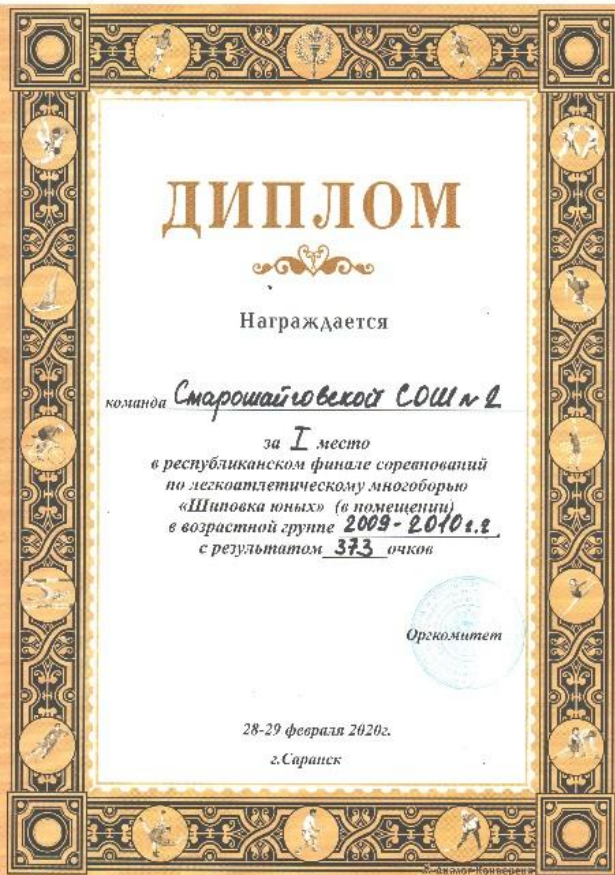 ДИПЛОМ
Награждается
команда Старошайговской СОШ № 2
за I место
в республиканском финале соревнований
по легкоатлетическому многоборью
«Шиповка юных» (в помещении)
в возрастной группе 2009-2010 г.г.
с результатом 373 очков
Оргкомитет
28-29 февраля 2020г.
г.Саранск